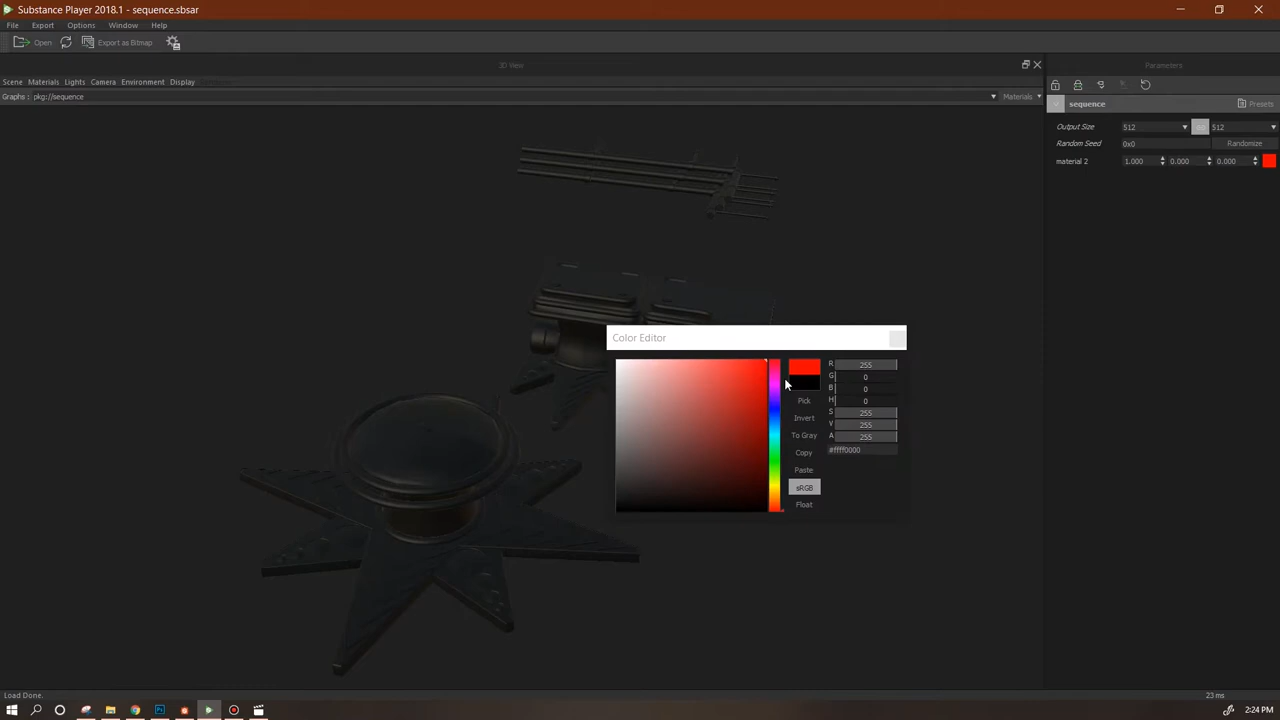 Substance Player 2018.1 - sequence.sbsar
File Export Options Window Help
Open Export as Bitmap
3D View
Parameters
Scene Materials Lights Camera Environment Display
Graphs : pkg://sequence
Materials
sequence
Presets
Output Size 512 512
Random Seed 0x0 Randomize
material 2 1.000 0.000 0.000
Color Editor
R 255
G 0
B 0
Pick H 0
S 255
Invert V 255
To Gray A 255
Copy #ffff0000
Paste
sRGB
Float
Load Done.
23 ms
2:24 PM